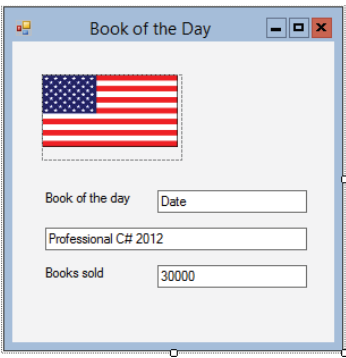 Book of the Day
Book of the day Date
Professional C# 2012
Books sold 30000